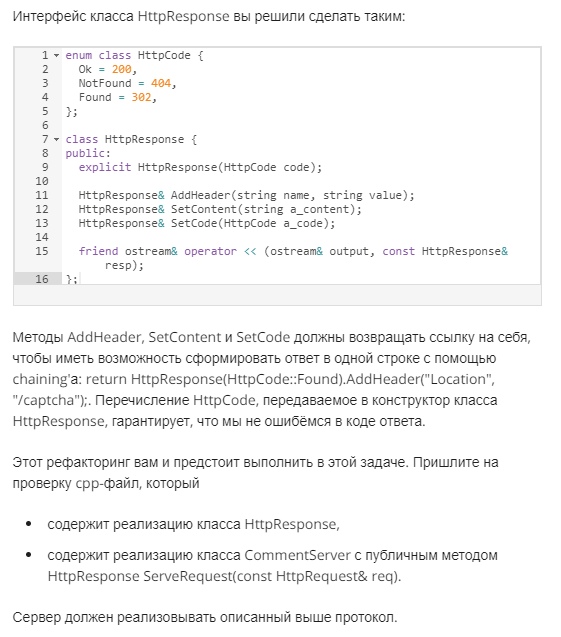 Интерфейс класса HttpResponse вы решили сделать таким:
1 enum class HttpCode {
2 Ok = 200,
3 NotFound = 404,
4 Found = 302,
5 };
6
7 class HttpResponse {
8 public:
9 explicit HttpResponse(HttpCode code);
10
11 HttpResponse& AddHeader(string name, string value);
12 HttpResponse& SetContent(string a_content);
13 HttpResponse& SetCode(HttpCode a_code);
14
15 friend ostream& operator << (ostream& output, const HttpResponse&
resp);
16 };
Методы AddHeader, SetContent и SetCode должны возвращать ссылку на себя,
чтобы иметь возможность сформировать ответ в одной строке с помощью
chaining'а: return HttpResponse(HttpCode::Found).AddHeader("Location",
"/captcha");. Перечисление HttpCode, передаваемое в конструктор класса
HttpResponse, гарантирует, что мы не ошибёмся в коде ответа.
Этот рефакторинг вам и предстоит выполнить в этой задаче. Пришлите на
проверку cpp-файл, который
• содержит реализацию класса HttpResponse,
• содержит реализацию класса CommentServer с публичным методом
HttpResponse ServeRequest(const HttpRequest& req).
Сервер должен реализовывать описанный выше протокол.